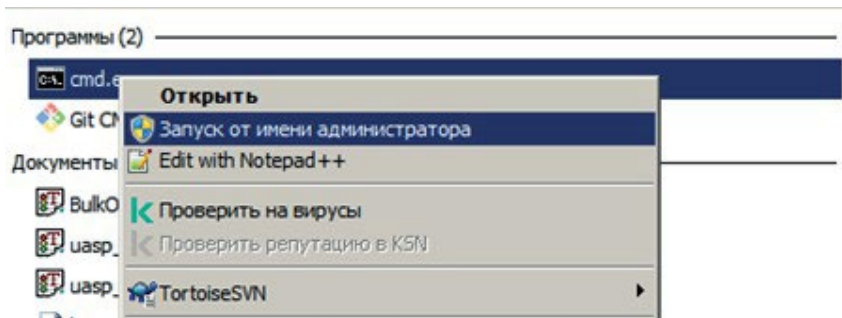 Программы (2)
cmd.e
Открыть
Git CM
Запуск от имени администратора
Документы
Edit with Notepad++
BulkO
Проверить на вирусы
uasp_
Проверить репутацию в KSN
uasp_
TortoiseSVN